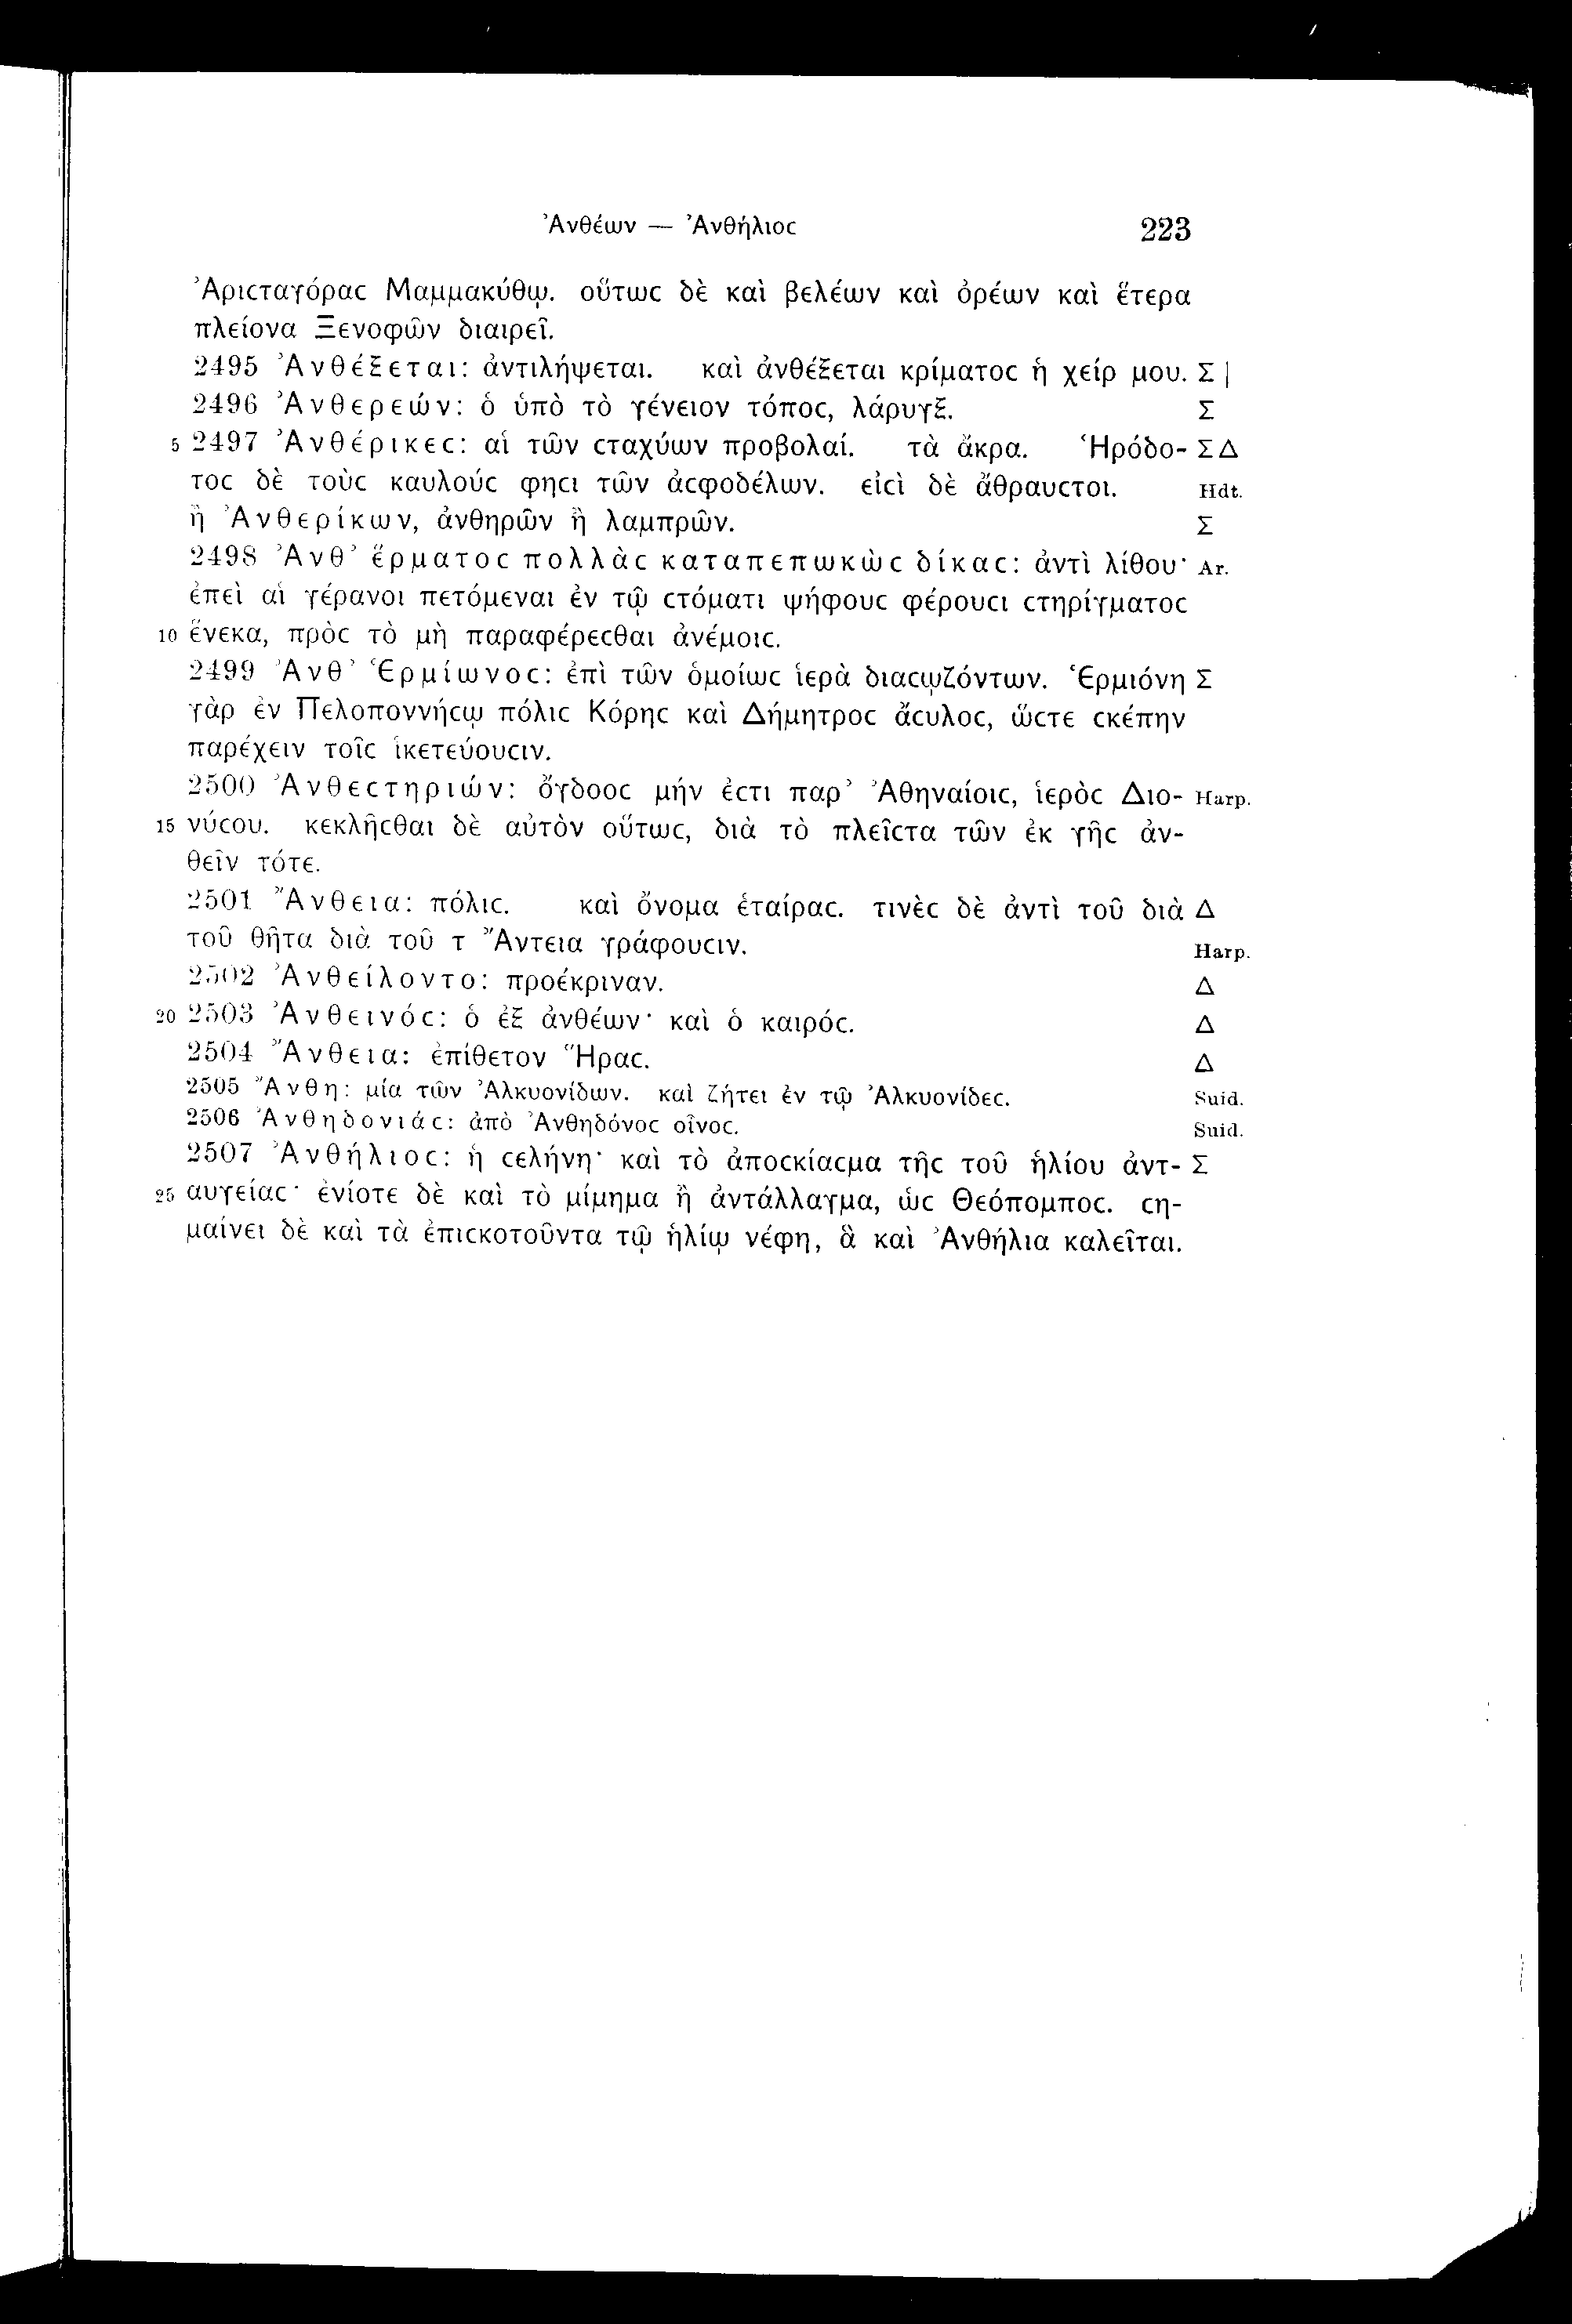 Ἀνθέων — Ἀνθήλιοϲ 223
Ἀριϲταγόραϲ Μαμμακύθῳ. οὕτωϲ δὲ καὶ βελέων καὶ ὀρέων καὶ ἕτερα
πλείονα Ξενοφῶν διαιρεῖ.
2495 Ἀνθέξεται: ἀντιλήψεται. καὶ ἀνθέξεται κρίματοϲ ἡ χείρ μου. Σ |
2496 Ἀνθερεών: ὁ ὑπὸ τὸ γένειον τόποϲ, λάρυγξ. Σ
5 2497 Ἀνθέρικεϲ: αἱ τῶν ϲταχύων προβολαί. τὰ ἄκρα. Ἡρόδο- ΣΔ
τοϲ δὲ τοὺϲ καυλούϲ φηϲι τῶν ἀϲφοδέλων. εἰϲὶ δὲ ἄθραυϲτοι. Hdt.
ἢ Ἀνθερίκων, ἀνθηρῶν ἢ λαμπρῶν. Σ
2498 Ἀνθ’ ἕρματοϲ πολλὰϲ καταπεπωκὼϲ δίκαϲ: ἀντὶ λίθου· Ar.
ἐπεὶ αἱ γέρανοι πετόμεναι ἐν τῷ ϲτόματι ψήφουϲ φέρουϲι ϲτηρίγματοϲ
10 ἕνεκα, πρὸϲ τὸ μὴ παραφέρεϲθαι ἀνέμοιϲ.
2499 Ἀνθ’ Ἑρμίωνοϲ: ἐπὶ τῶν ὁμοίωϲ ἱερὰ διαϲῳζόντων. Ἑρμιόνη Σ
γὰρ ἐν Πελοποννήϲῳ πόλιϲ Κόρηϲ καὶ Δήμητροϲ ἄϲυλοϲ, ὥϲτε ϲκέπην
παρέχειν τοῖϲ ἱκετεύουϲιν.
2500 Ἀνθεϲτηριών: ὄγδοοϲ μήν ἐϲτι παρ’ Ἀθηναίοιϲ, ἱερὸϲ Διο- Harp.
15 νύϲου. κεκλῆϲθαι δὲ αὐτὸν οὕτωϲ, διὰ τὸ πλεῖϲτα τῶν ἐκ γῆϲ ἀν-
θεῖν τότε.
2501 Ἄνθεια: πόλιϲ. καὶ ὄνομα ἑταίραϲ. τινὲϲ δὲ ἀντὶ τοῦ διὰ Δ
τοῦ θῆτα διὰ τοῦ τ Ἄντεια γράφουϲιν. Harp.
2502 Ἀνθείλοντο: προέκριναν. Δ
20 2503 Ἀνθεινόϲ: ὁ ἐξ ἀνθέων· καὶ ὁ καιρόϲ. Δ
2504 Ἄνθεια: ἐπίθετον Ἥραϲ. Δ
2505 Ἄνθη: μία τῶν Ἀλκυονίδων. καὶ ζήτει ἐν τῷ Ἀλκυονίδεϲ. Suid.
2506 Ἀνθηδονιάϲ: ἀπὸ Ἀνθηδόνοϲ οἶνοϲ. Suid.
2507 Ἀνθήλιοϲ: ἡ ϲελήνη· καὶ τὸ ἀποϲκίαϲμα τῆϲ τοῦ ἡλίου ἀντ- Σ
25 αυγείαϲ· ἐνίοτε δὲ καὶ τὸ μίμημα ἢ ἀντάλλαγμα, ὡϲ Θεόπομποϲ. ϲη-
μαίνει δὲ καὶ τὰ ἐπιϲκοτοῦντα τῷ ἡλίῳ νέφη, ἃ καὶ Ἀνθήλια καλεῖται.